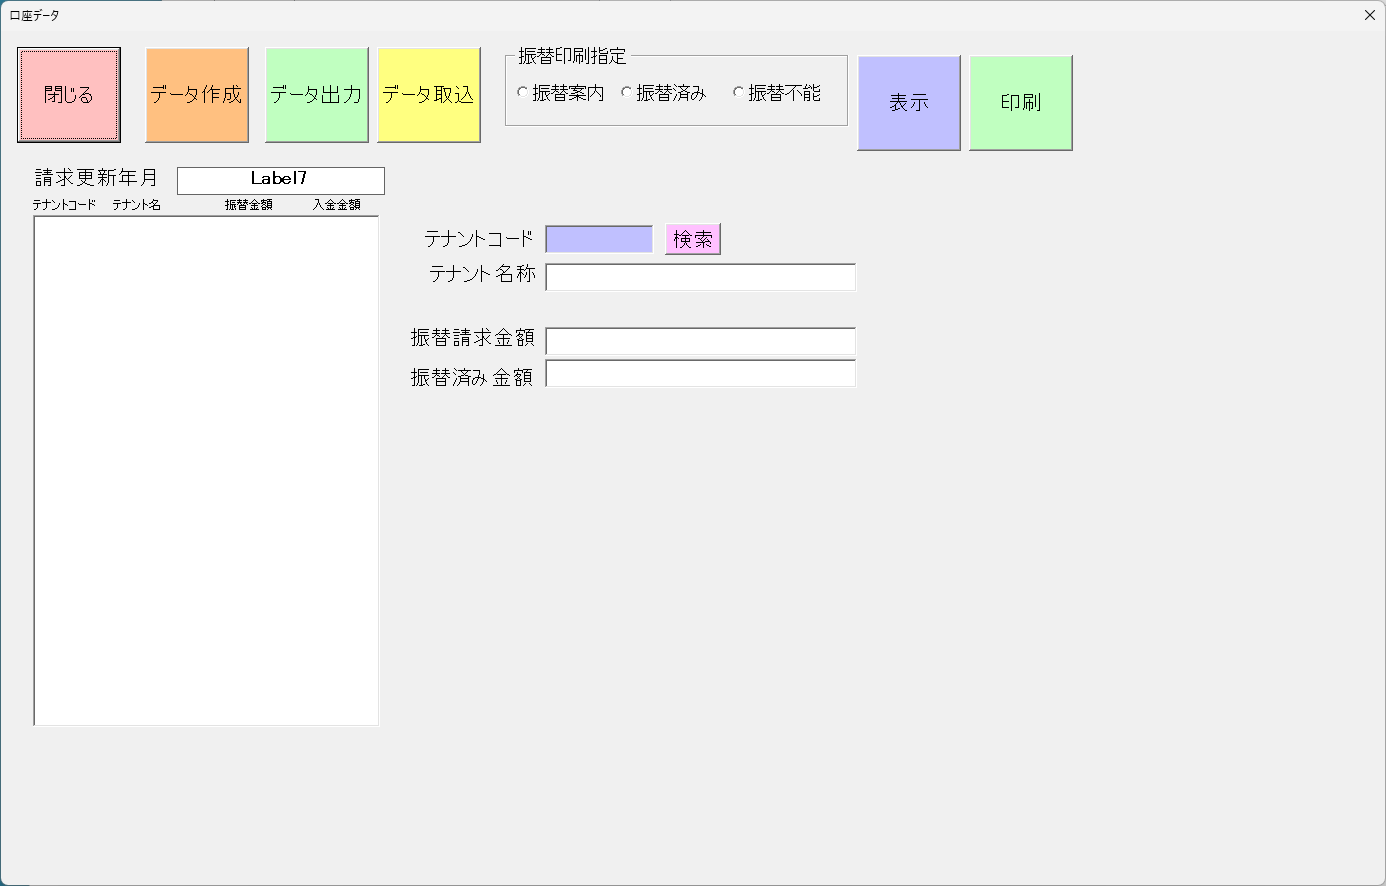 口座データ
閉じる
データ作成
データ出力
データ取込
振替印刷指定
振替案内
振替済み
振替不能
表示
印刷
請求更新年月
Label7
テナントコード テナント名 振替金額 入金金額
テナントコード
検索
テナント名称
振替請求金額
振替済み金額